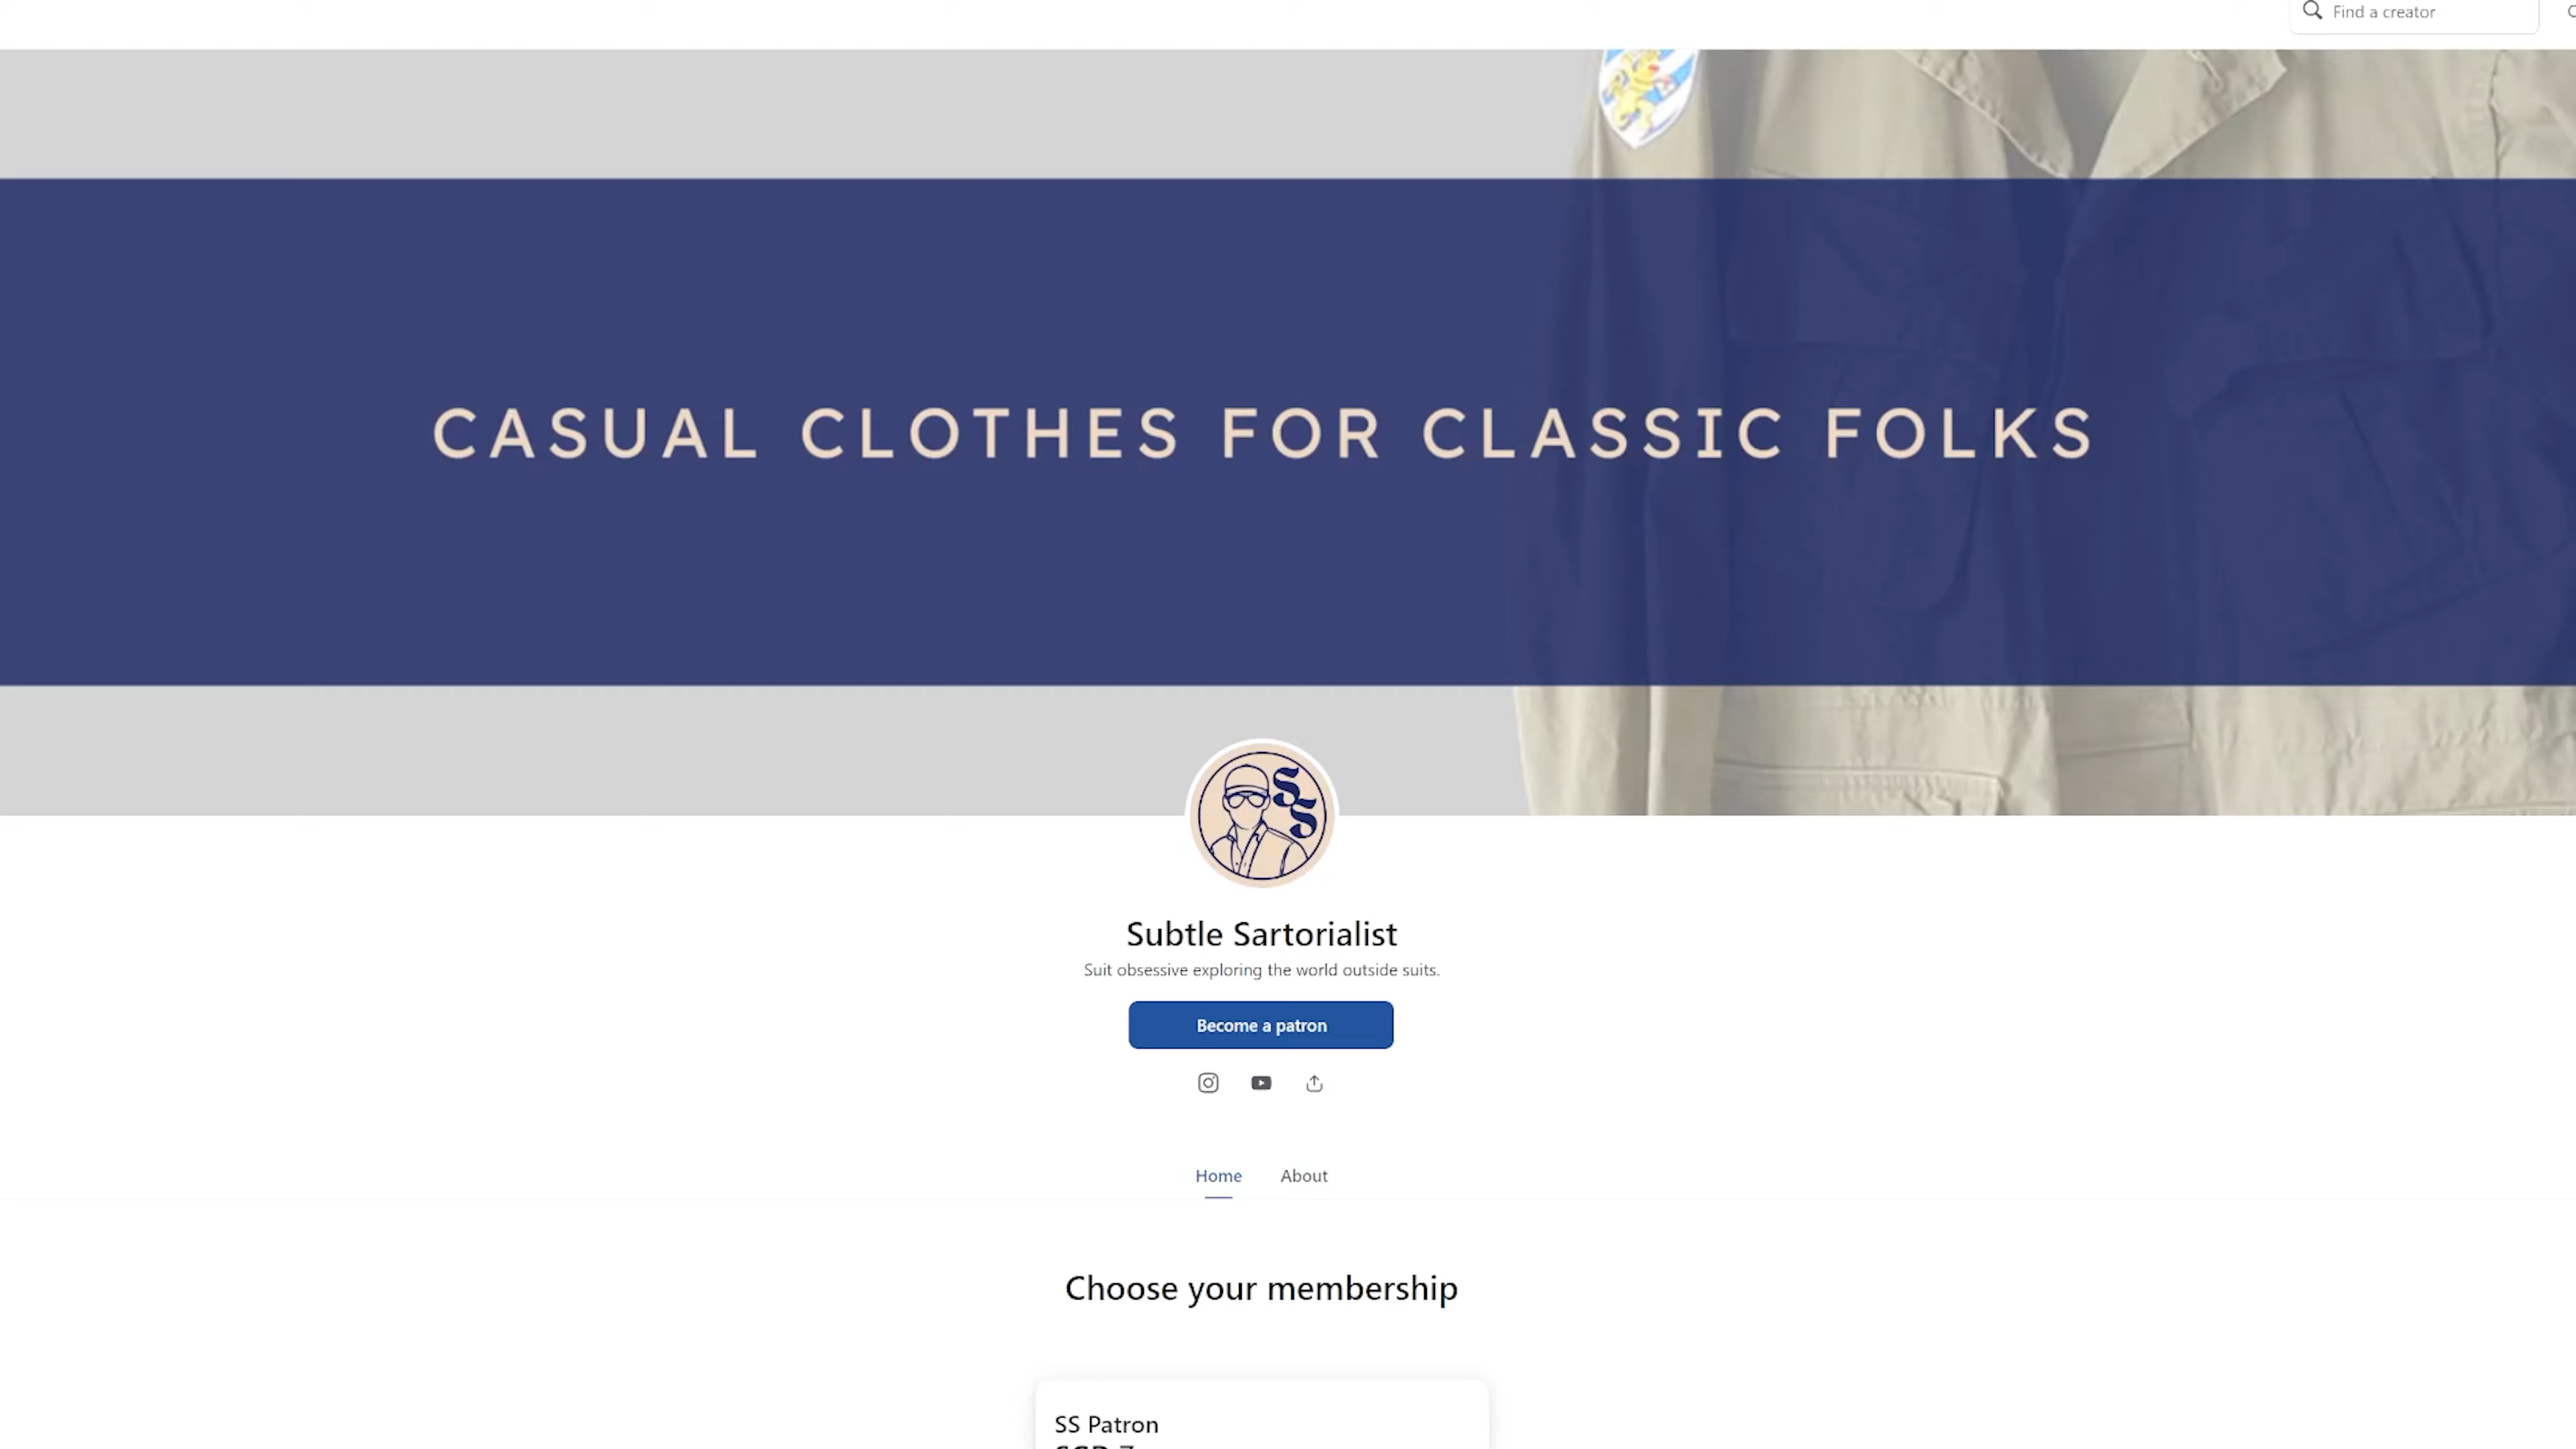 Find a creator
CASUAL CLOTHES FOR CLASSIC FOLKS
SS
Subtle Sartorialist
Suit obsessive exploring the world outside suits.
Become a patron
Home About
Choose your membership
SS Patron